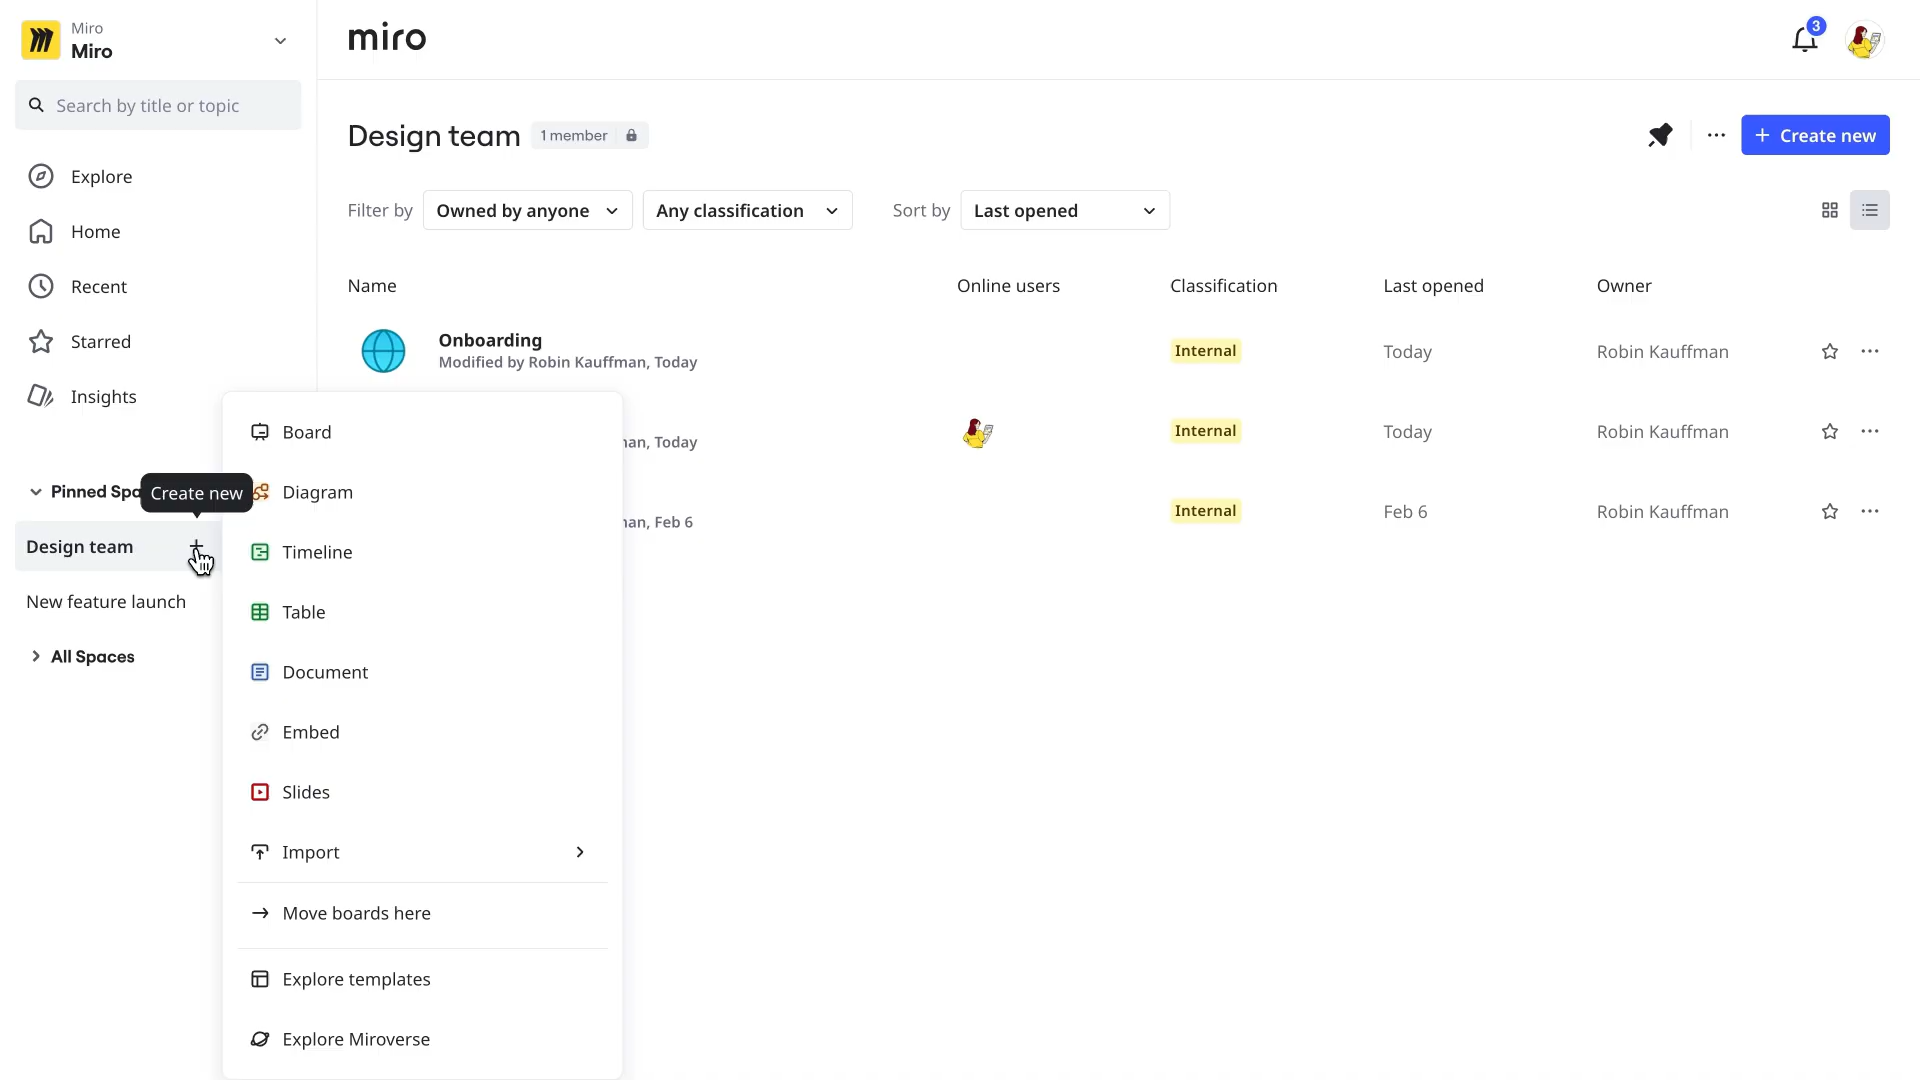 Miro
Miro
Search by title or topic
Explore
Home
Recent
Starred
Insights
Pinned Spa
Create new
Design team
New feature launch
All Spaces
miro
3
Design team
1 member
Create new
Filter by
Owned by anyone
Any classification
Sort by
Last opened
Name
Online users
Classification
Last opened
Owner
Onboarding
Modified by Robin Kauffman, Today
Internal
Today
Robin Kauffman
nan, Today
Internal
Today
Robin Kauffman
nan, Feb 6
Internal
Feb 6
Robin Kauffman
Board
Diagram
Timeline
Table
Document
Embed
Slides
Import
Move boards here
Explore templates
Explore Miroverse